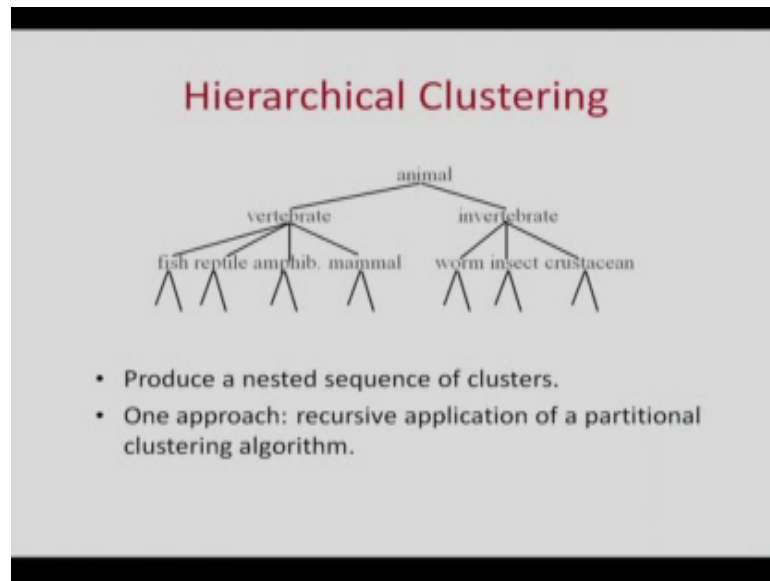 Hierarchical Clustering
animal
vertebrate invertebrate
fish reptile amphib. mammal worm insect crustacean
• Produce a nested sequence of clusters.
• One approach: recursive application of a partitional
clustering algorithm.